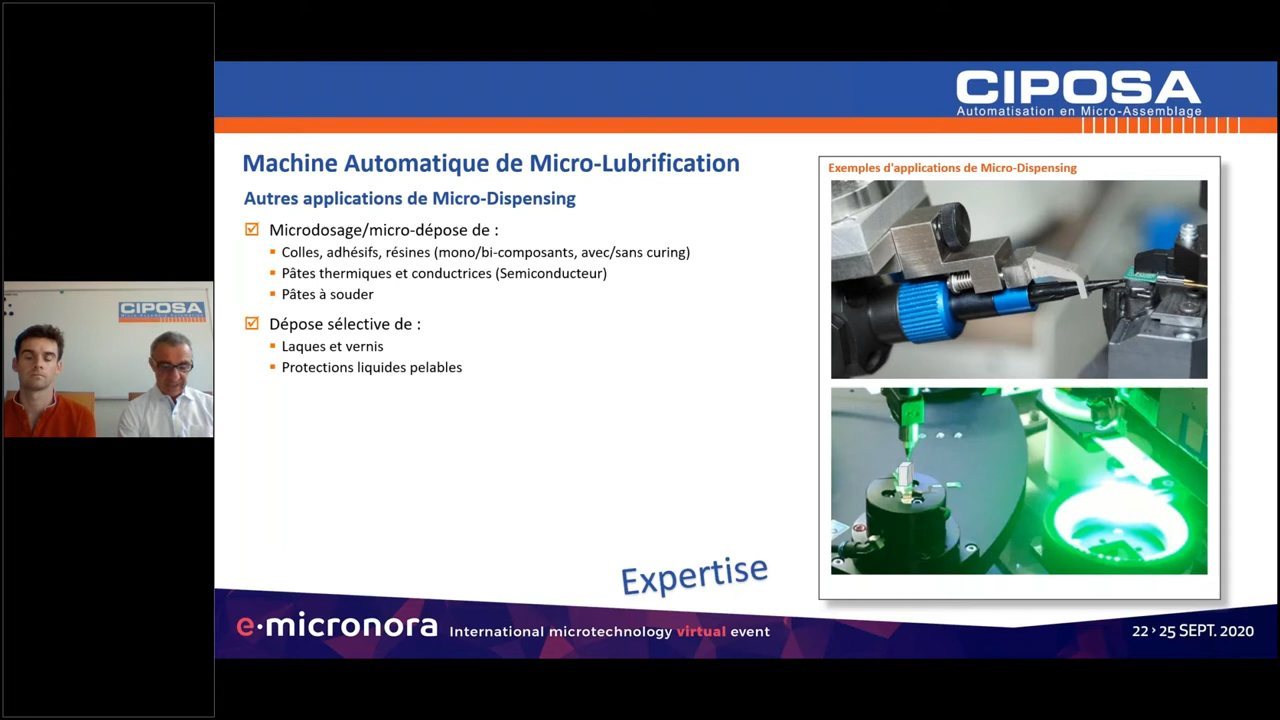 CIPOSA
Automatisation en Micro-Assemblage
Machine Automatique de Micro-Lubrification
Autres applications de Micro-Dispensing
Microdosage/micro-dépose de :
Colles, adhésifs, résines (mono/bi-composants, avec/sans curing)
Pâtes thermiques et conductrices (Semiconducteur)
Pâtes à souder
Dépose sélective de :
Laques et vernis
Protections liquides pelables
Exemples d'applications de Micro-Dispensing
CIPOSA
Expertise
e·micronora International microtechnology virtual event
22 › 25 SEPT. 2020